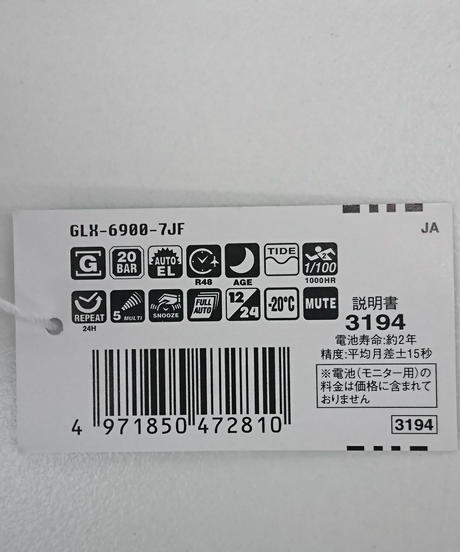 GLX-6900-7JF
JA
G 20 BAR AUTO EL R48 AGE TIDE 1/100 1000HR
REPEAT 24H 5 MULTI SNOOZE FULL AUTO 12/24 -20°C MUTE
説明書
3194
電池寿命:約2年
精度:平均月差±15秒
※電池(モニター用)の
料金は価格に含まれて
おりません
3194
4 971850 472810